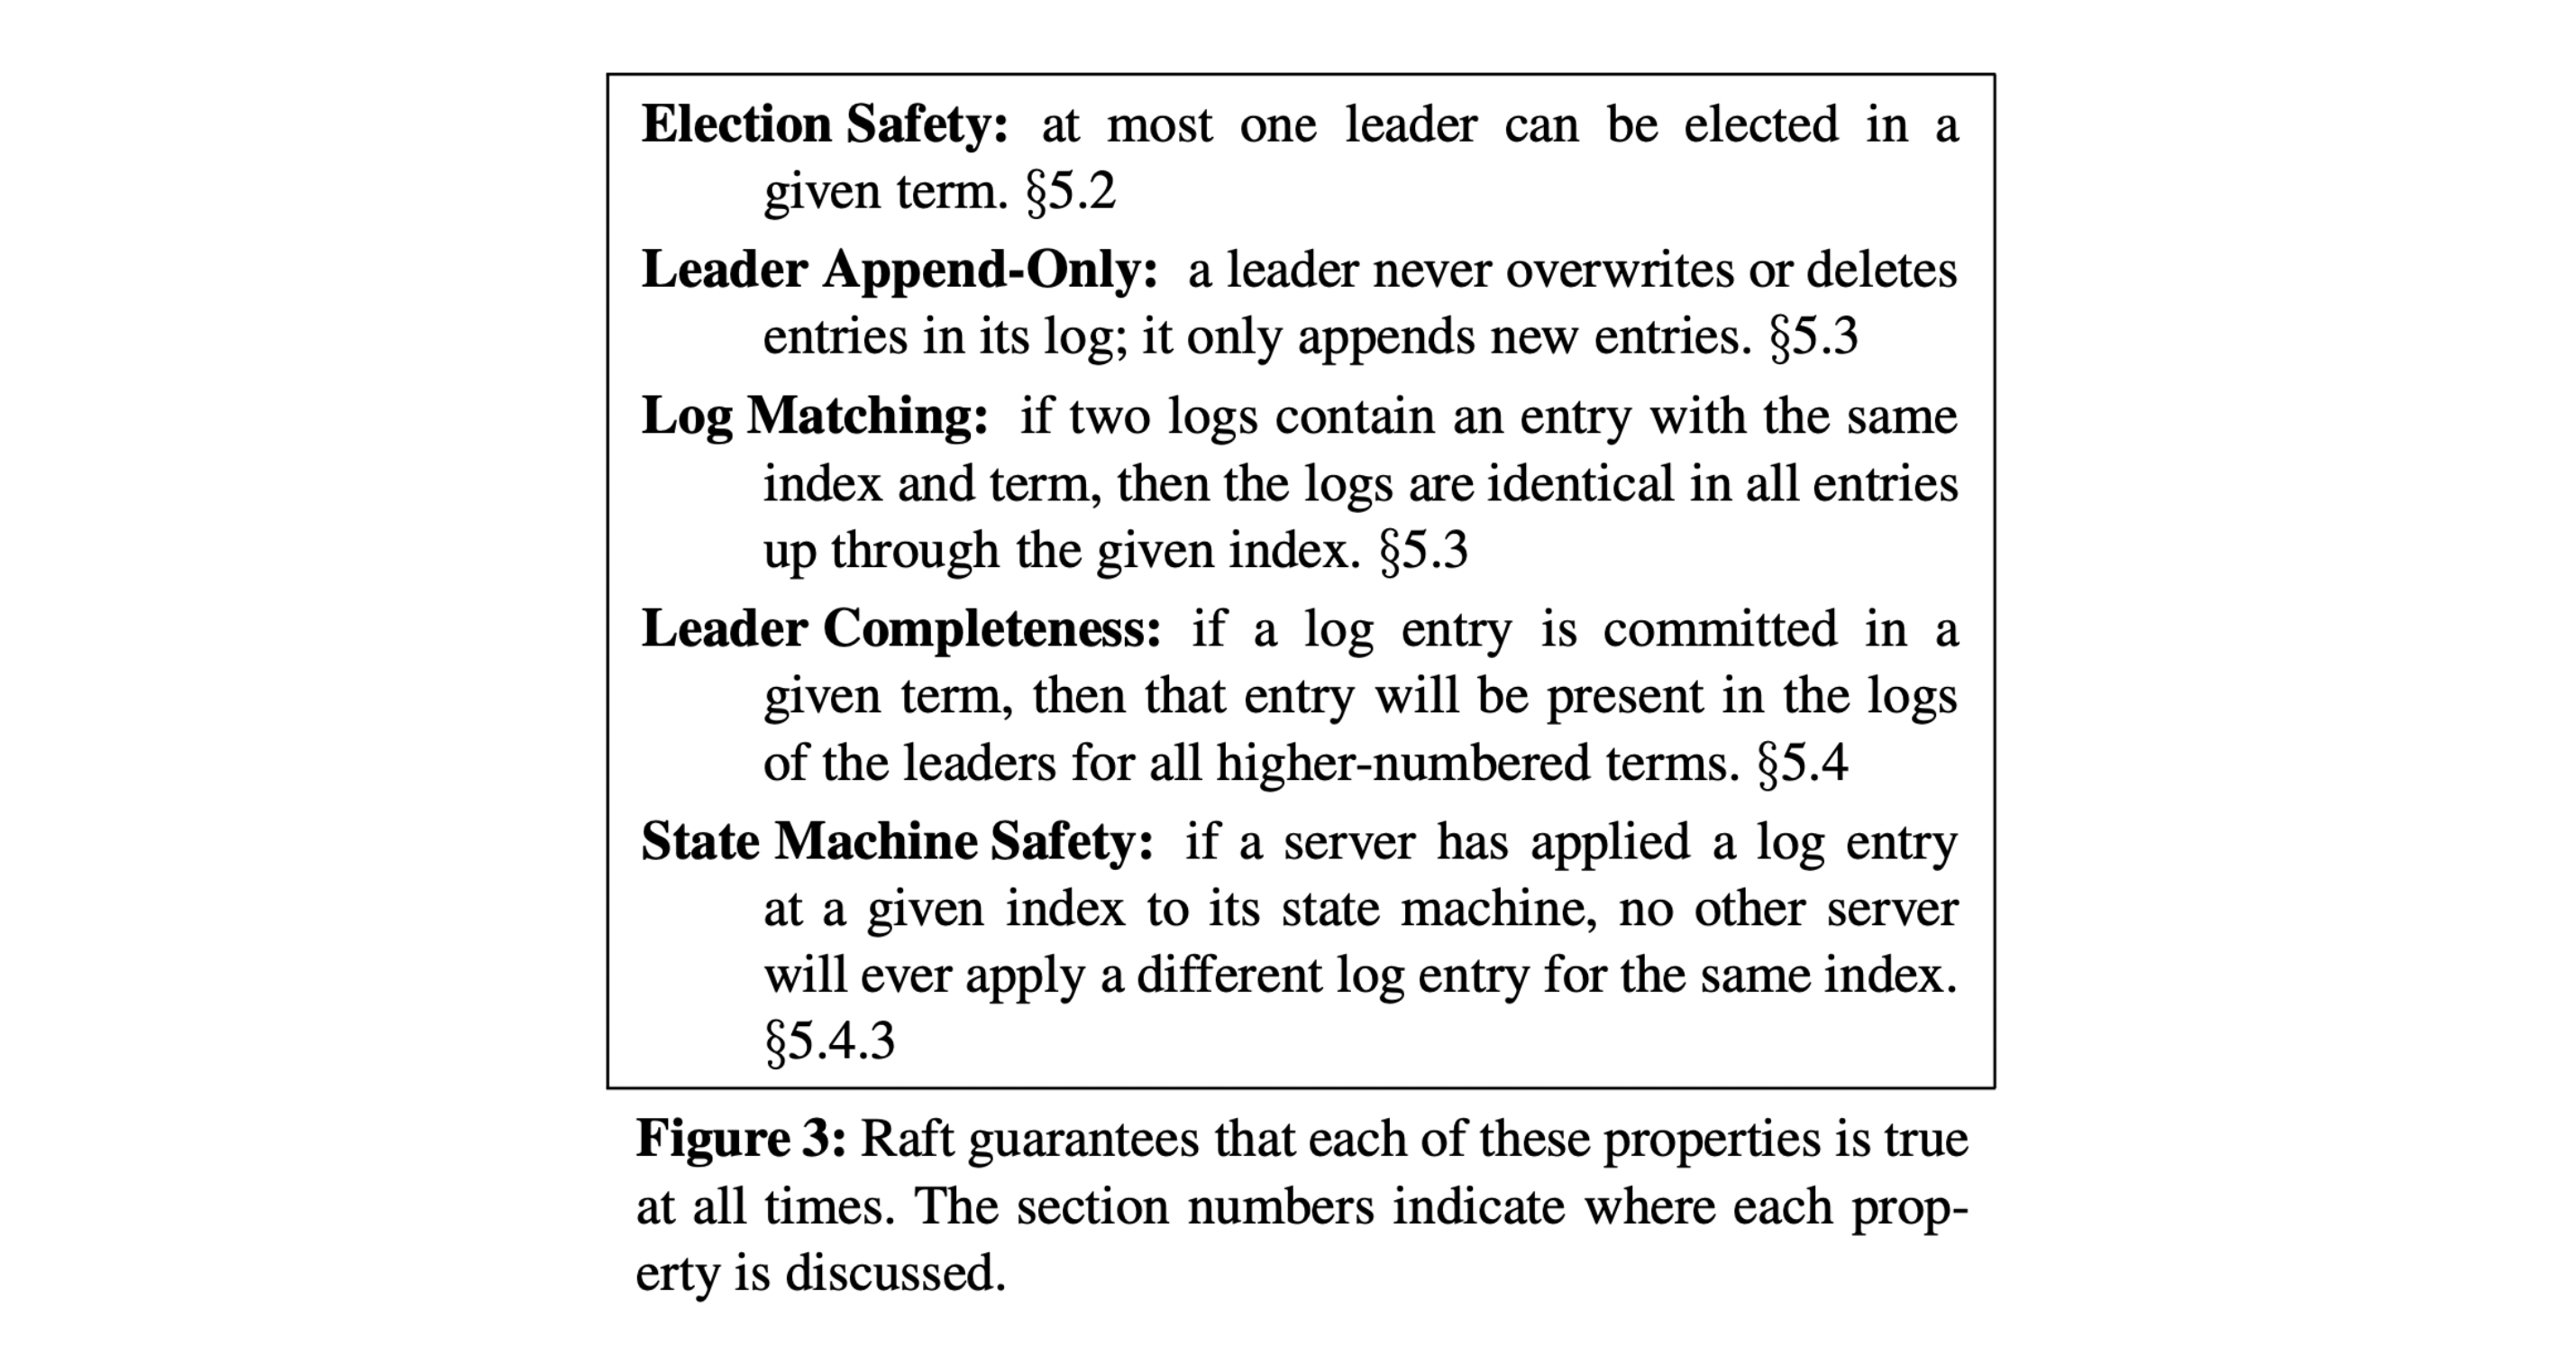 Election Safety: at most one leader can be elected in a
given term. §5.2
Leader Append-Only: a leader never overwrites or deletes
entries in its log; it only appends new entries. §5.3
Log Matching: if two logs contain an entry with the same
index and term, then the logs are identical in all entries
up through the given index. §5.3
Leader Completeness: if a log entry is committed in a
given term, then that entry will be present in the logs
of the leaders for all higher-numbered terms. §5.4
State Machine Safety: if a server has applied a log entry
at a given index to its state machine, no other server
will ever apply a different log entry for the same index.
§5.4.3
Figure 3: Raft guarantees that each of these properties is true
at all times. The section numbers indicate where each prop-
erty is discussed.